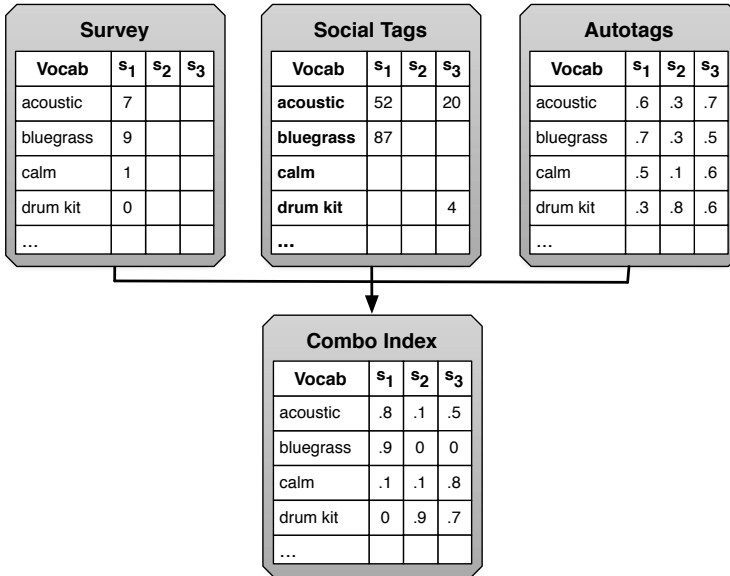 Survey
Vocab s1 s2 s3
acoustic 7
bluegrass 9
calm 1
drum kit 0
...
Social Tags
Vocab s1 s2 s3
acoustic 52 20
bluegrass 87
calm
drum kit 4
...
Autotags
Vocab s1 s2 s3
acoustic .6 .3 .7
bluegrass .7 .3 .5
calm .5 .1 .6
drum kit .3 .8 .6
...
Combo Index
Vocab s1 s2 s3
acoustic .8 .1 .5
bluegrass .9 0 0
calm .1 .1 .8
drum kit 0 .9 .7
...